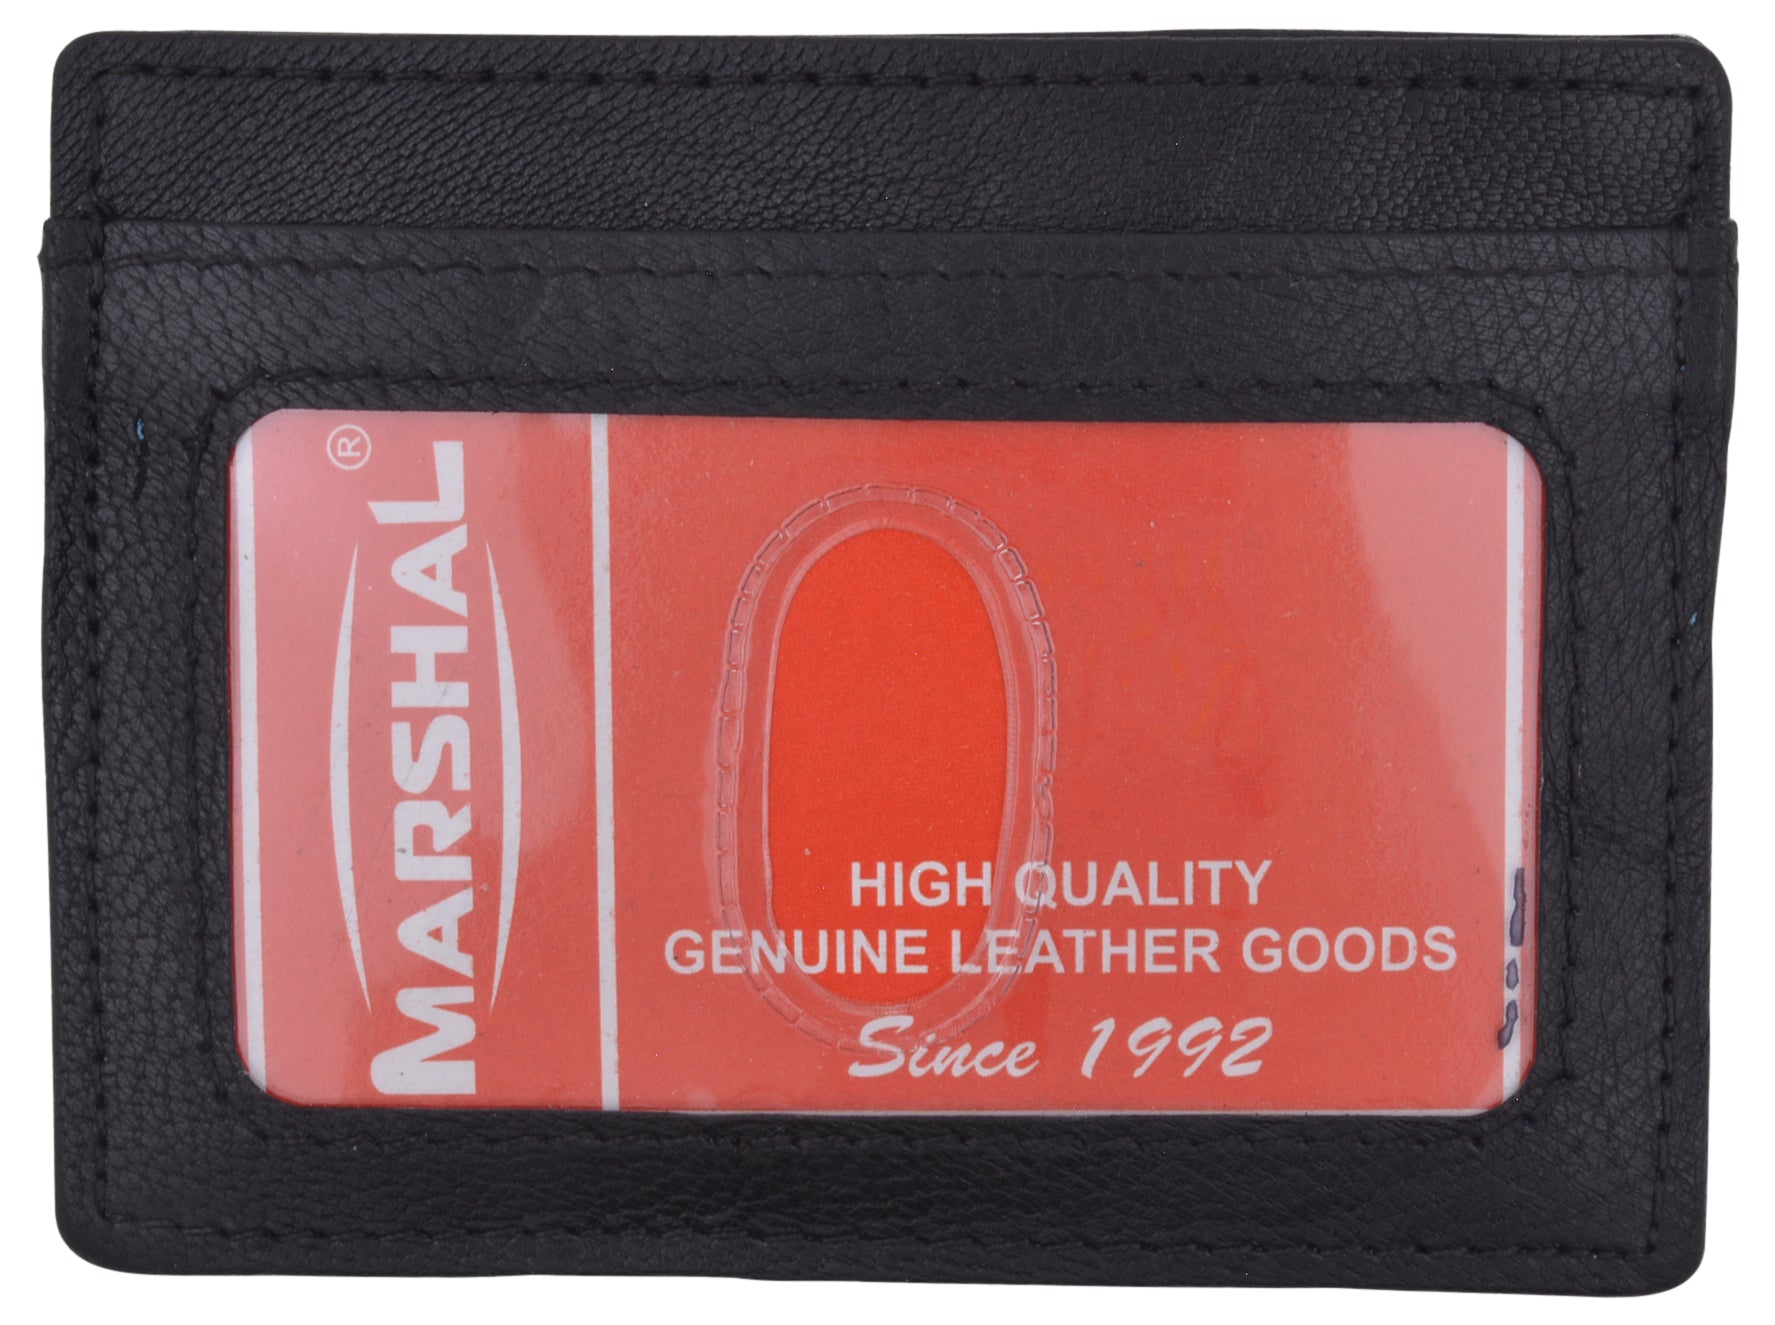 MARSHAL®
HIGH QUALITY
GENUINE LEATHER GOODS
Since 1992